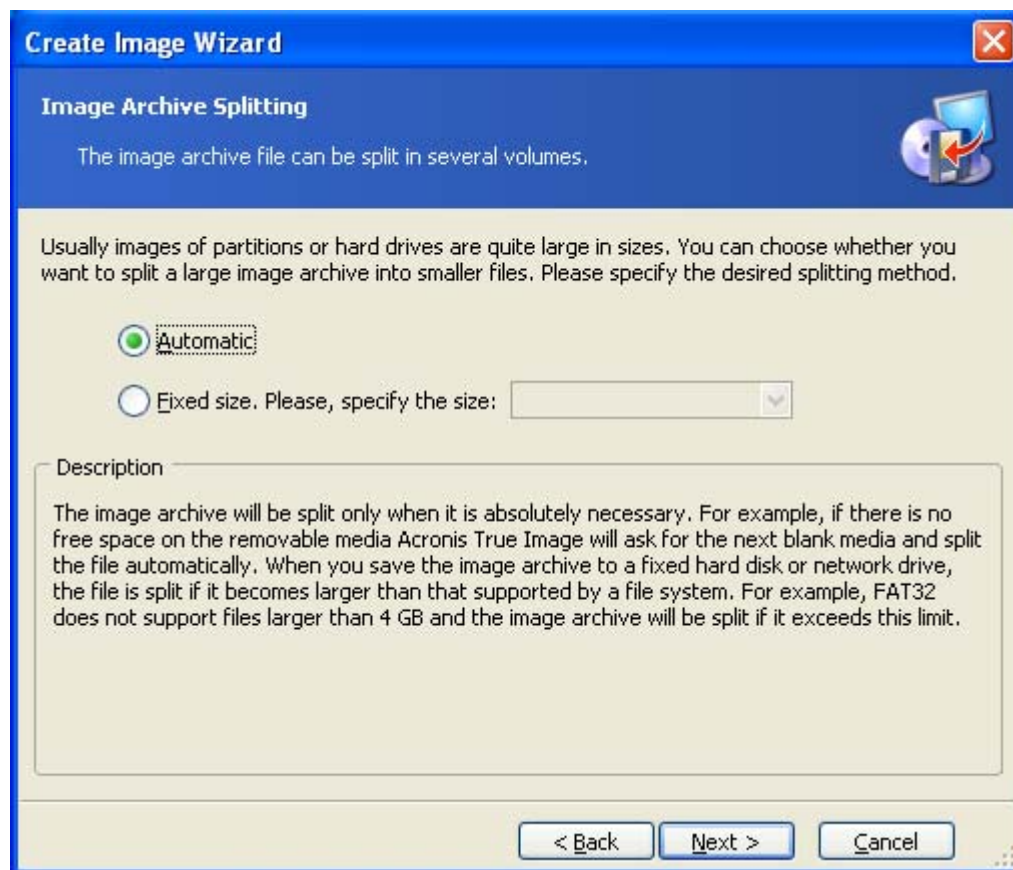 Create Image Wizard
Image Archive Splitting
The image archive file can be split in several volumes.
Usually images of partitions or hard drives are quite large in sizes. You can choose whether you
want to split a large image archive into smaller files. Please specify the desired splitting method.
Automatic
Fixed size. Please, specify the size:
Description
The image archive will be split only when it is absolutely necessary. For example, if there is no
free space on the removable media Acronis True Image will ask for the next blank media and split
the file automatically. When you save the image archive to a fixed hard disk or network drive,
the file is split if it becomes larger than that supported by a file system. For example, FAT32
does not support files larger than 4 GB and the image archive will be split if it exceeds this limit.
< Back
Next >
Cancel